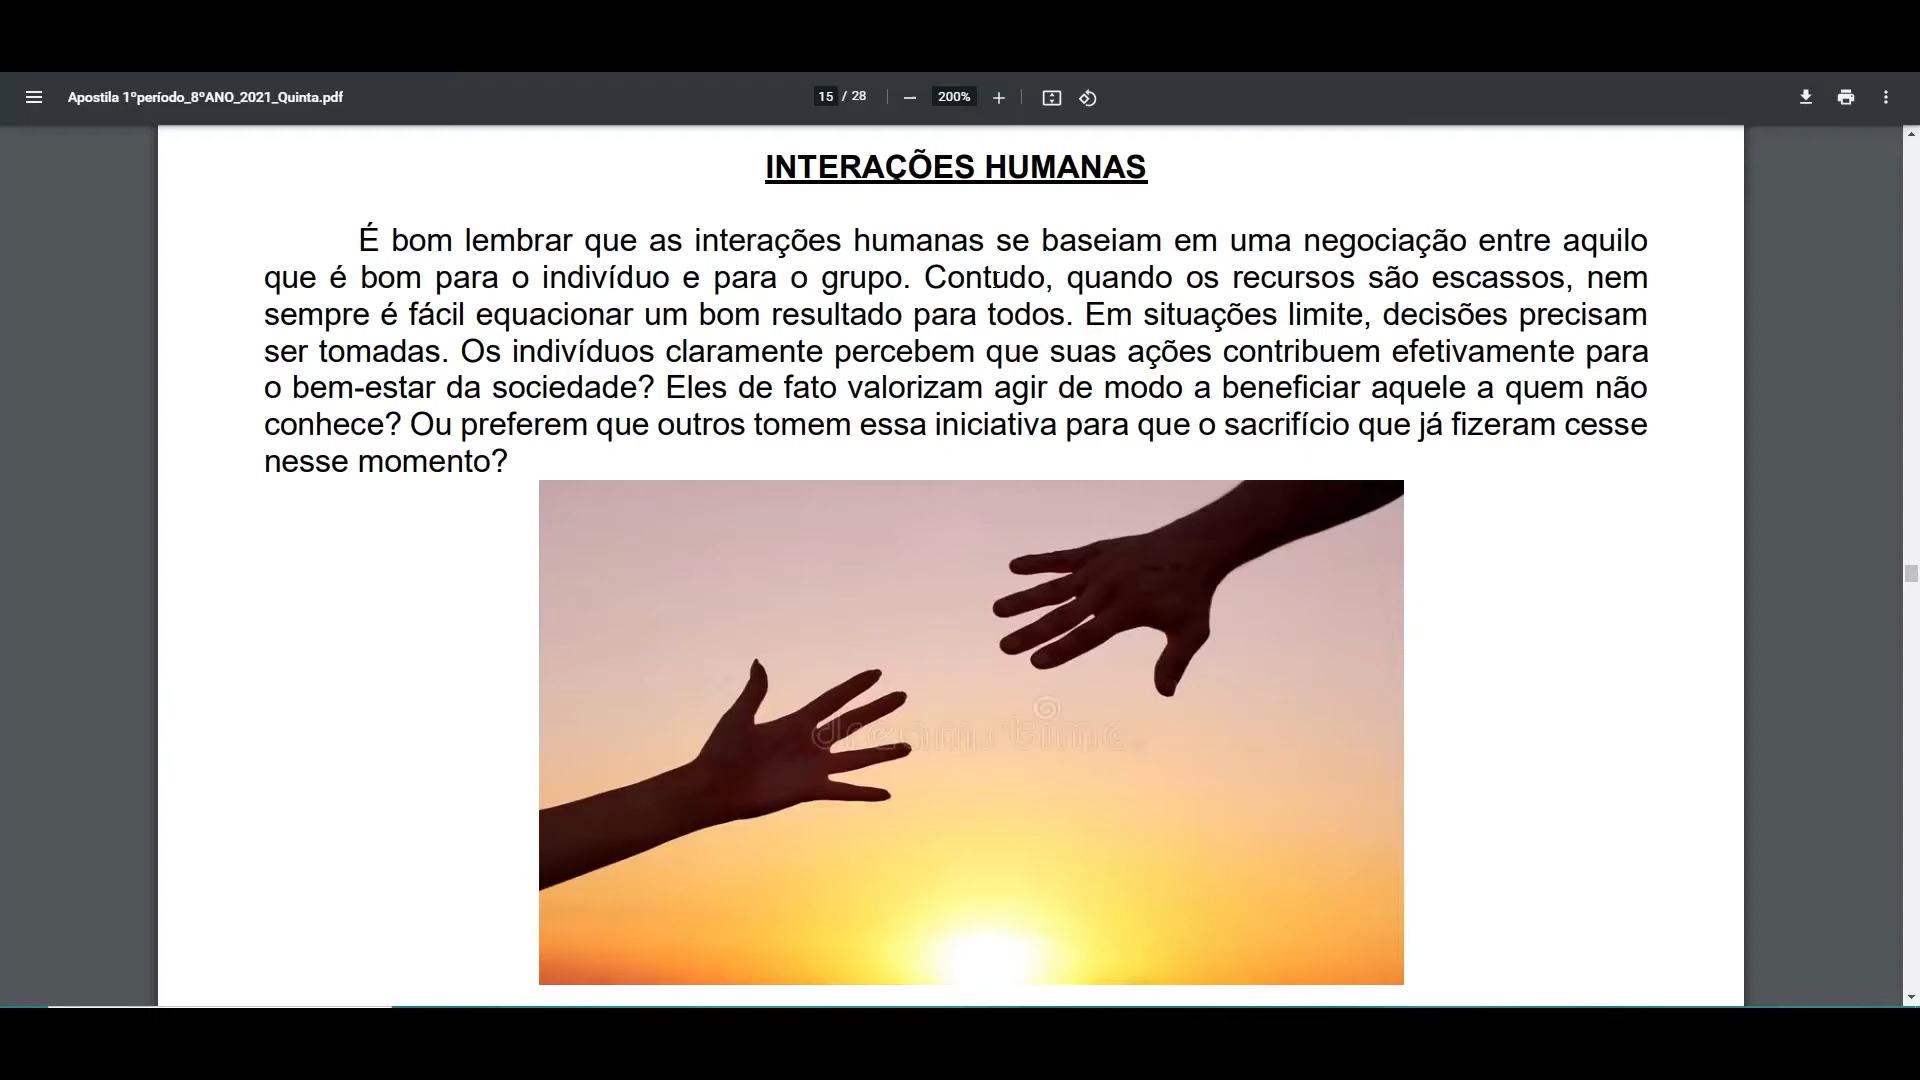 Apostila 1ºperíodo_8ºANO_2021_Quinta.pdf
15 / 28
200%
INTERAÇÕES HUMANAS
É bom lembrar que as interações humanas se baseiam em uma negociação entre aquilo
que é bom para o indivíduo e para o grupo. Contudo, quando os recursos são escassos, nem
sempre é fácil equacionar um bom resultado para todos. Em situações limite, decisões precisam
ser tomadas. Os indivíduos claramente percebem que suas ações contribuem efetivamente para
o bem-estar da sociedade? Eles de fato valorizam agir de modo a beneficiar aquele a quem não
conhece? Ou preferem que outros tomem essa iniciativa para que o sacrifício que já fizeram cesse
nesse momento?
dreamstime